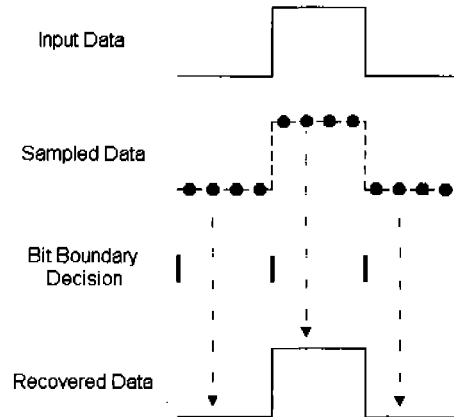 Input Data
Sampled Data
Bit Boundary
Decision
Recovered Data